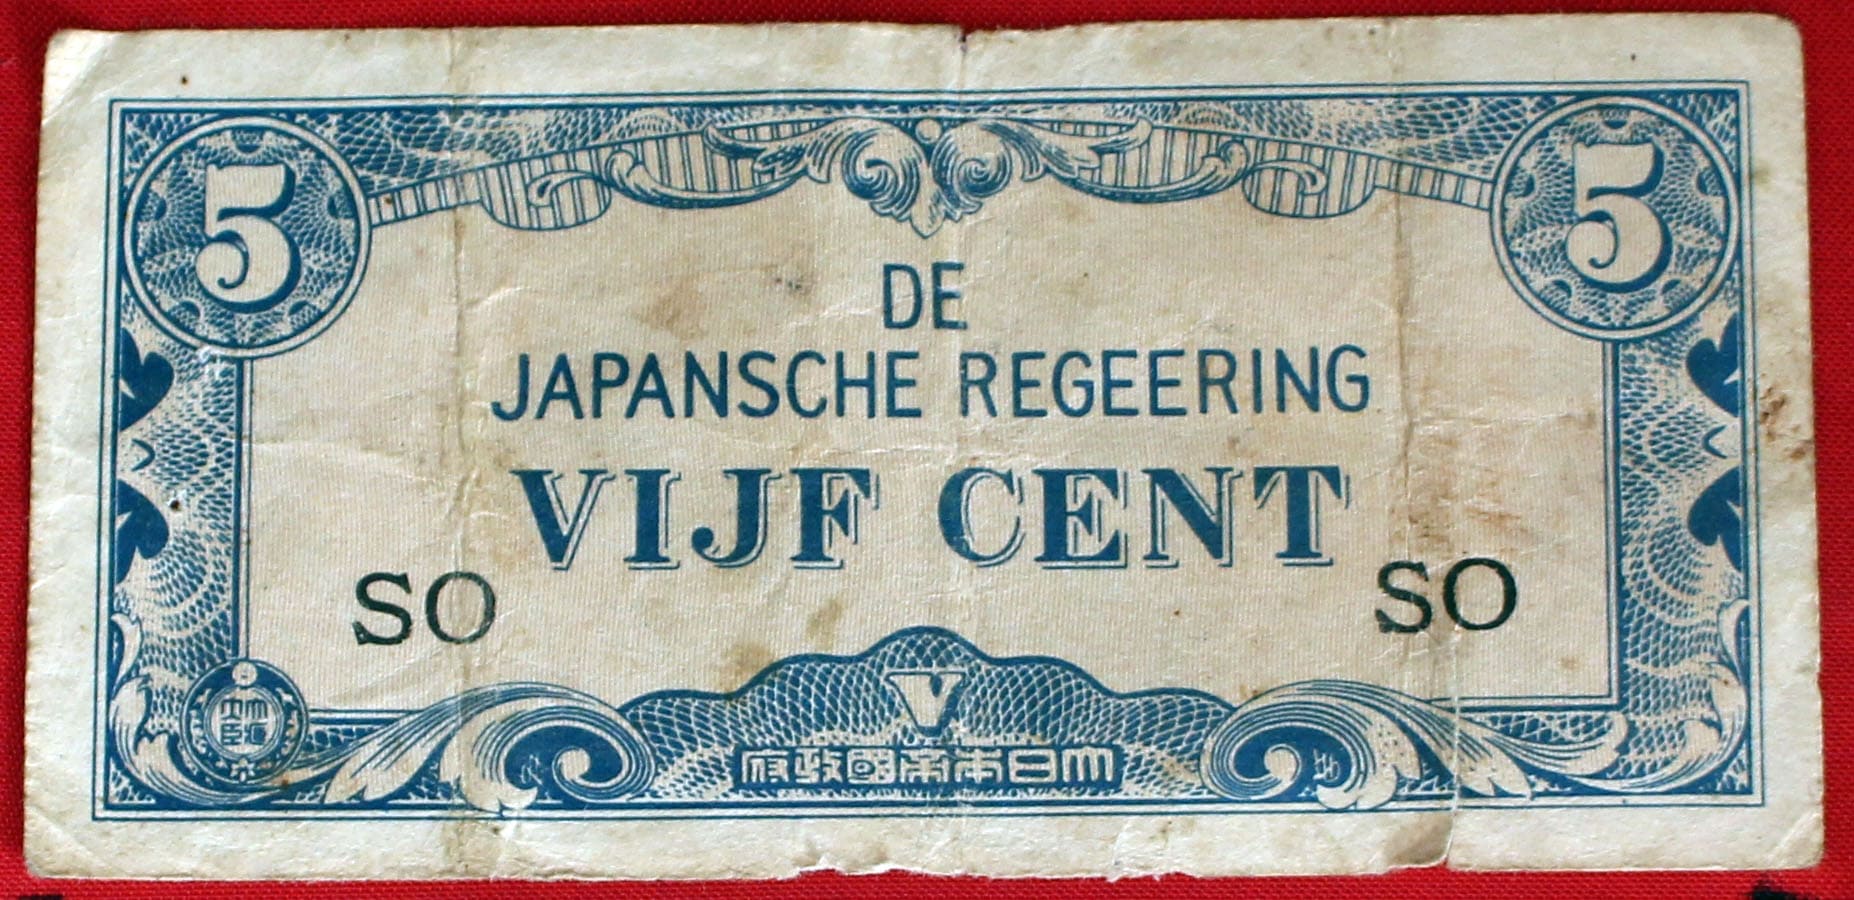 5 5
DE
JAPANSCHE REGEERING
VIJF CENT
SO SO
V
大日本帝國政府